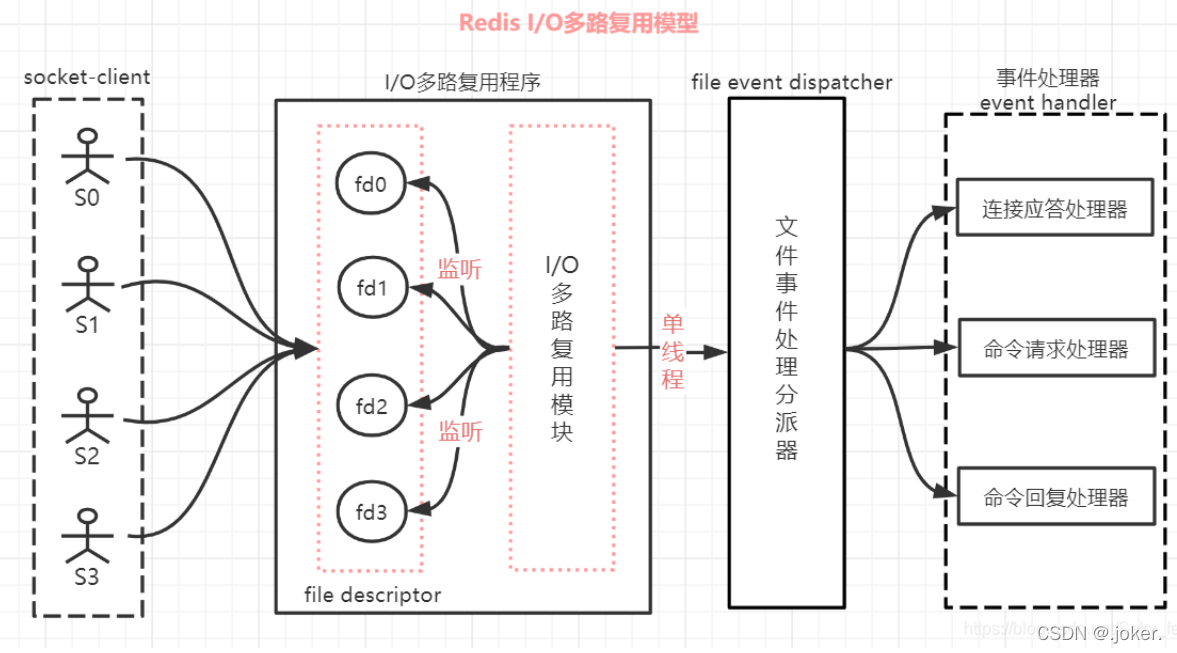 Redis I/O多路复用模型
socket-client
S0
S1
S2
S3
I/O多路复用程序
fd0
fd1
fd2
fd3
监听
监听
file descriptor
I/O多路复用模块
单线程
file event dispatcher
文件事件处理分派器
事件处理器
event handler
连接应答处理器
命令请求处理器
命令回复处理器
CSDN @.joker.